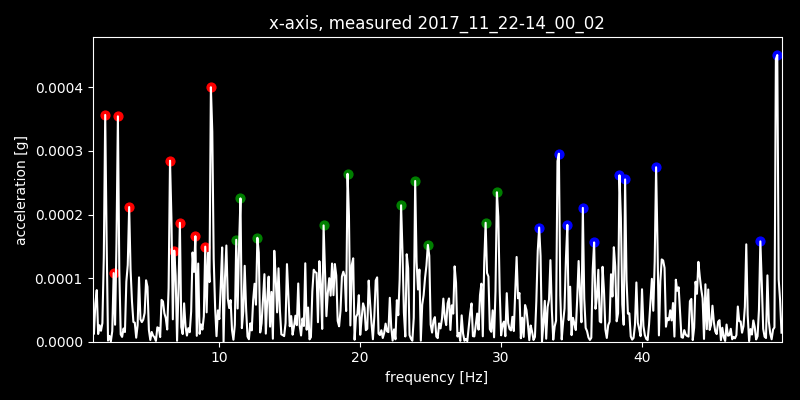 x-axis, measured 2017_11_22-14_00_02
0.0004
0.0003
0.0002
0.0001
0.0000
acceleration [g]
10 20 30 40
frequency [Hz]